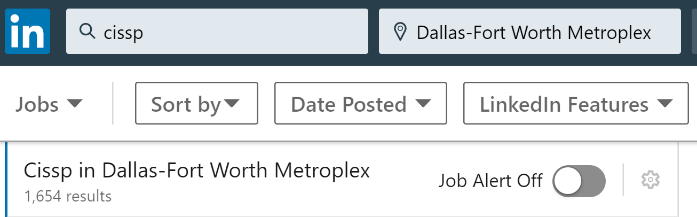 in cissp Dallas-Fort Worth Metroplex
Jobs Sort by Date Posted LinkedIn Features
Cissp in Dallas-Fort Worth Metroplex
Job Alert Off
1,654 results